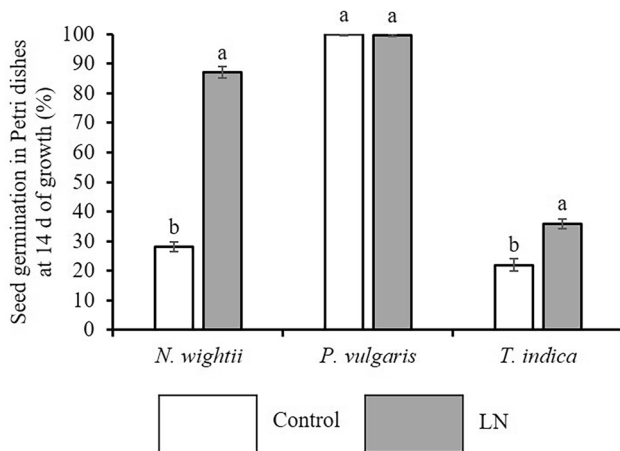 Seed germination in Petri dishes
at 14 d of growth (%)
100
90
80
70
60
50
40
30
20
10
0
b
a
a
a
b
a
N. wightii
P. vulgaris
T. indica
Control
LN